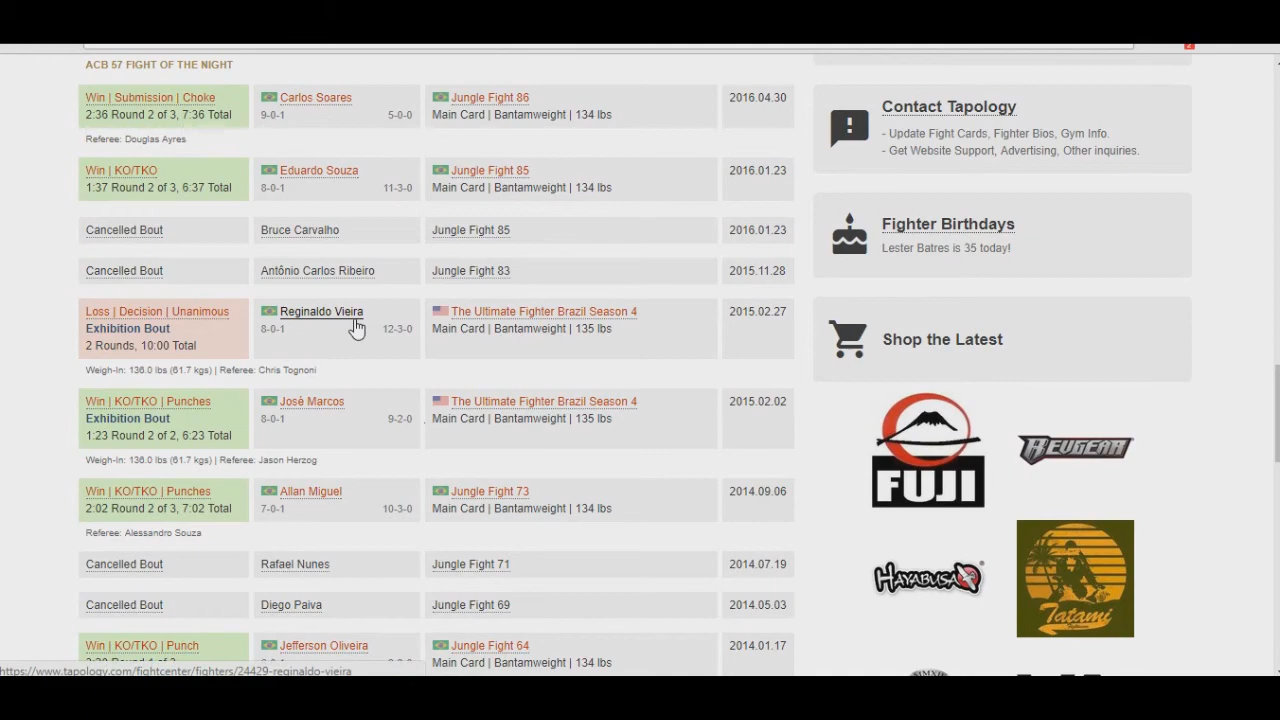 2
ACB 57 FIGHT OF THE NIGHT
Win | Submission | Choke
2:36 Round 2 of 3, 7:36 Total
Carlos Soares
9-0-1 5-0-0
Jungle Fight 86
Main Card | Bantamweight | 134 lbs
2016.04.30
Referee: Douglas Ayres
Win | KO/TKO
1:37 Round 2 of 3, 6:37 Total
Eduardo Souza
8-0-1 11-3-0
Jungle Fight 85
Main Card | Bantamweight | 134 lbs
2016.01.23
Cancelled Bout
Bruce Carvalho
Jungle Fight 85
2016.01.23
Cancelled Bout
Antônio Carlos Ribeiro
Jungle Fight 83
2015.11.28
Loss | Decision | Unanimous
Exhibition Bout
2 Rounds, 10:00 Total
Reginaldo Vieira
8-0-1 12-3-0
The Ultimate Fighter Brazil Season 4
Main Card | Bantamweight | 135 lbs
2015.02.27
Weigh-In: 136.0 lbs (61.7 kgs) | Referee: Chris Tognoni
Win | KO/TKO | Punches
Exhibition Bout
1:23 Round 2 of 2, 6:23 Total
José Marcos
8-0-1 9-2-0
The Ultimate Fighter Brazil Season 4
Main Card | Bantamweight | 135 lbs
2015.02.02
Weigh-In: 136.0 lbs (61.7 kgs) | Referee: Jason Herzog
Win | KO/TKO | Punches
2:02 Round 2 of 3, 7:02 Total
Allan Miguel
7-0-1 10-3-0
Jungle Fight 73
Main Card | Bantamweight | 134 lbs
2014.09.06
Referee: Alessandro Souza
Cancelled Bout
Rafael Nunes
Jungle Fight 71
2014.07.19
Cancelled Bout
Diego Paiva
Jungle Fight 69
2014.05.03
Win | KO/TKO | Punch
Jefferson Oliveira
Jungle Fight 64
Main Card | Bantamweight | 134 lbs
2014.01.17
https://www.tapology.com/fightcenter/fighters/24429-reginaldo-vieira
Contact Tapology
- Update Fight Cards, Fighter Bios, Gym Info.
- Get Website Support, Advertising, Other inquiries.
Fighter Birthdays
Lester Batres is 35 today!
Shop the Latest
FUJI
REVGEAR
HAYABUSA
Tatami